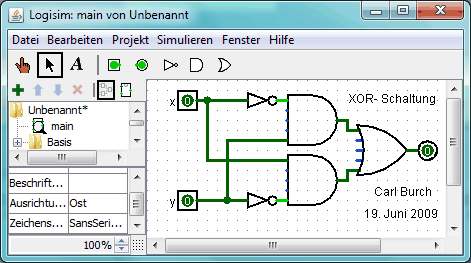 Logisim: main von Unbenannt
Datei Bearbeiten Projekt Simulieren Fenster Hilfe
A
Unbenannt*
main
Basis
Beschrift...
Ausrichtu... Ost
Zeichens... SansSeri...
100%
x 0
XOR- Schaltung
0
y 0
Carl Burch
19. Juni 2009